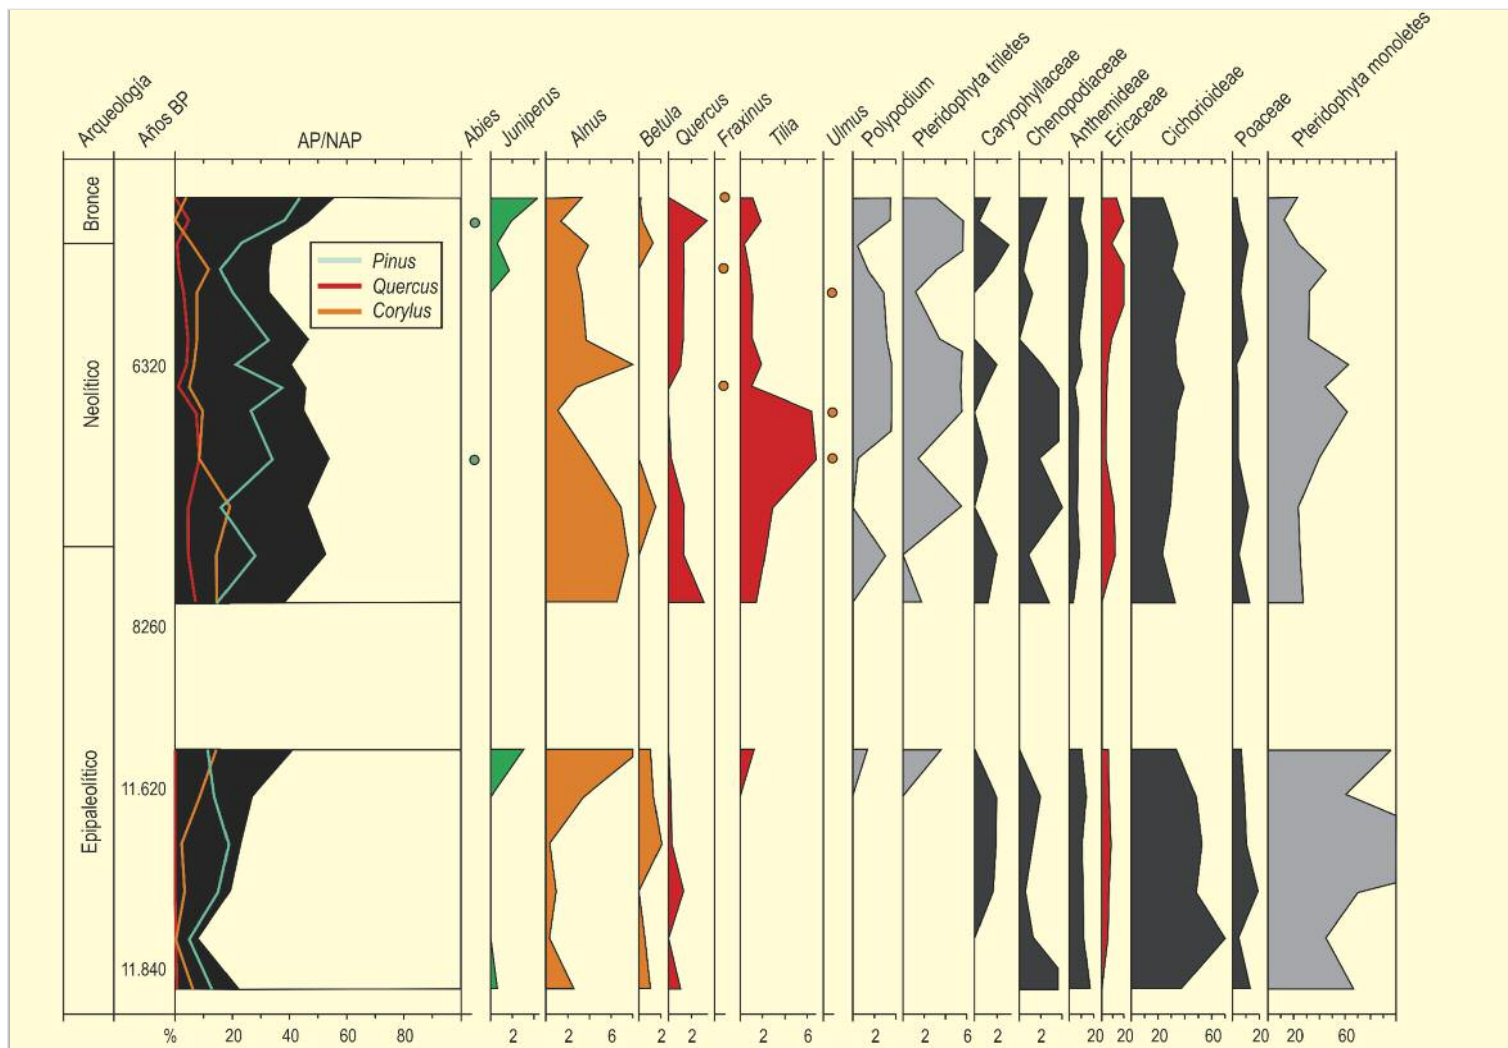 Arqueologia
Años BP
AP/NAP
Abies
Juniperus
Alnus
Betula
Quercus
Fraxinus
Tilia
Ulmus
Polypodium
Pteridophyta triletes
Caryophyllaceae
Chenopodiaceae
Anthemideae
Ericaceae
Cichorioideae
Poaceae
Pteridophyta monoletes
Bronce
Neolítico
Epipaleolítico
Pinus
Quercus
Corylus
6320
8260
11.620
11.840
% 20 40 60 80 2 2 6 2 2 2 6 2 2 6 2 2 20 20 20 60 20 20 60